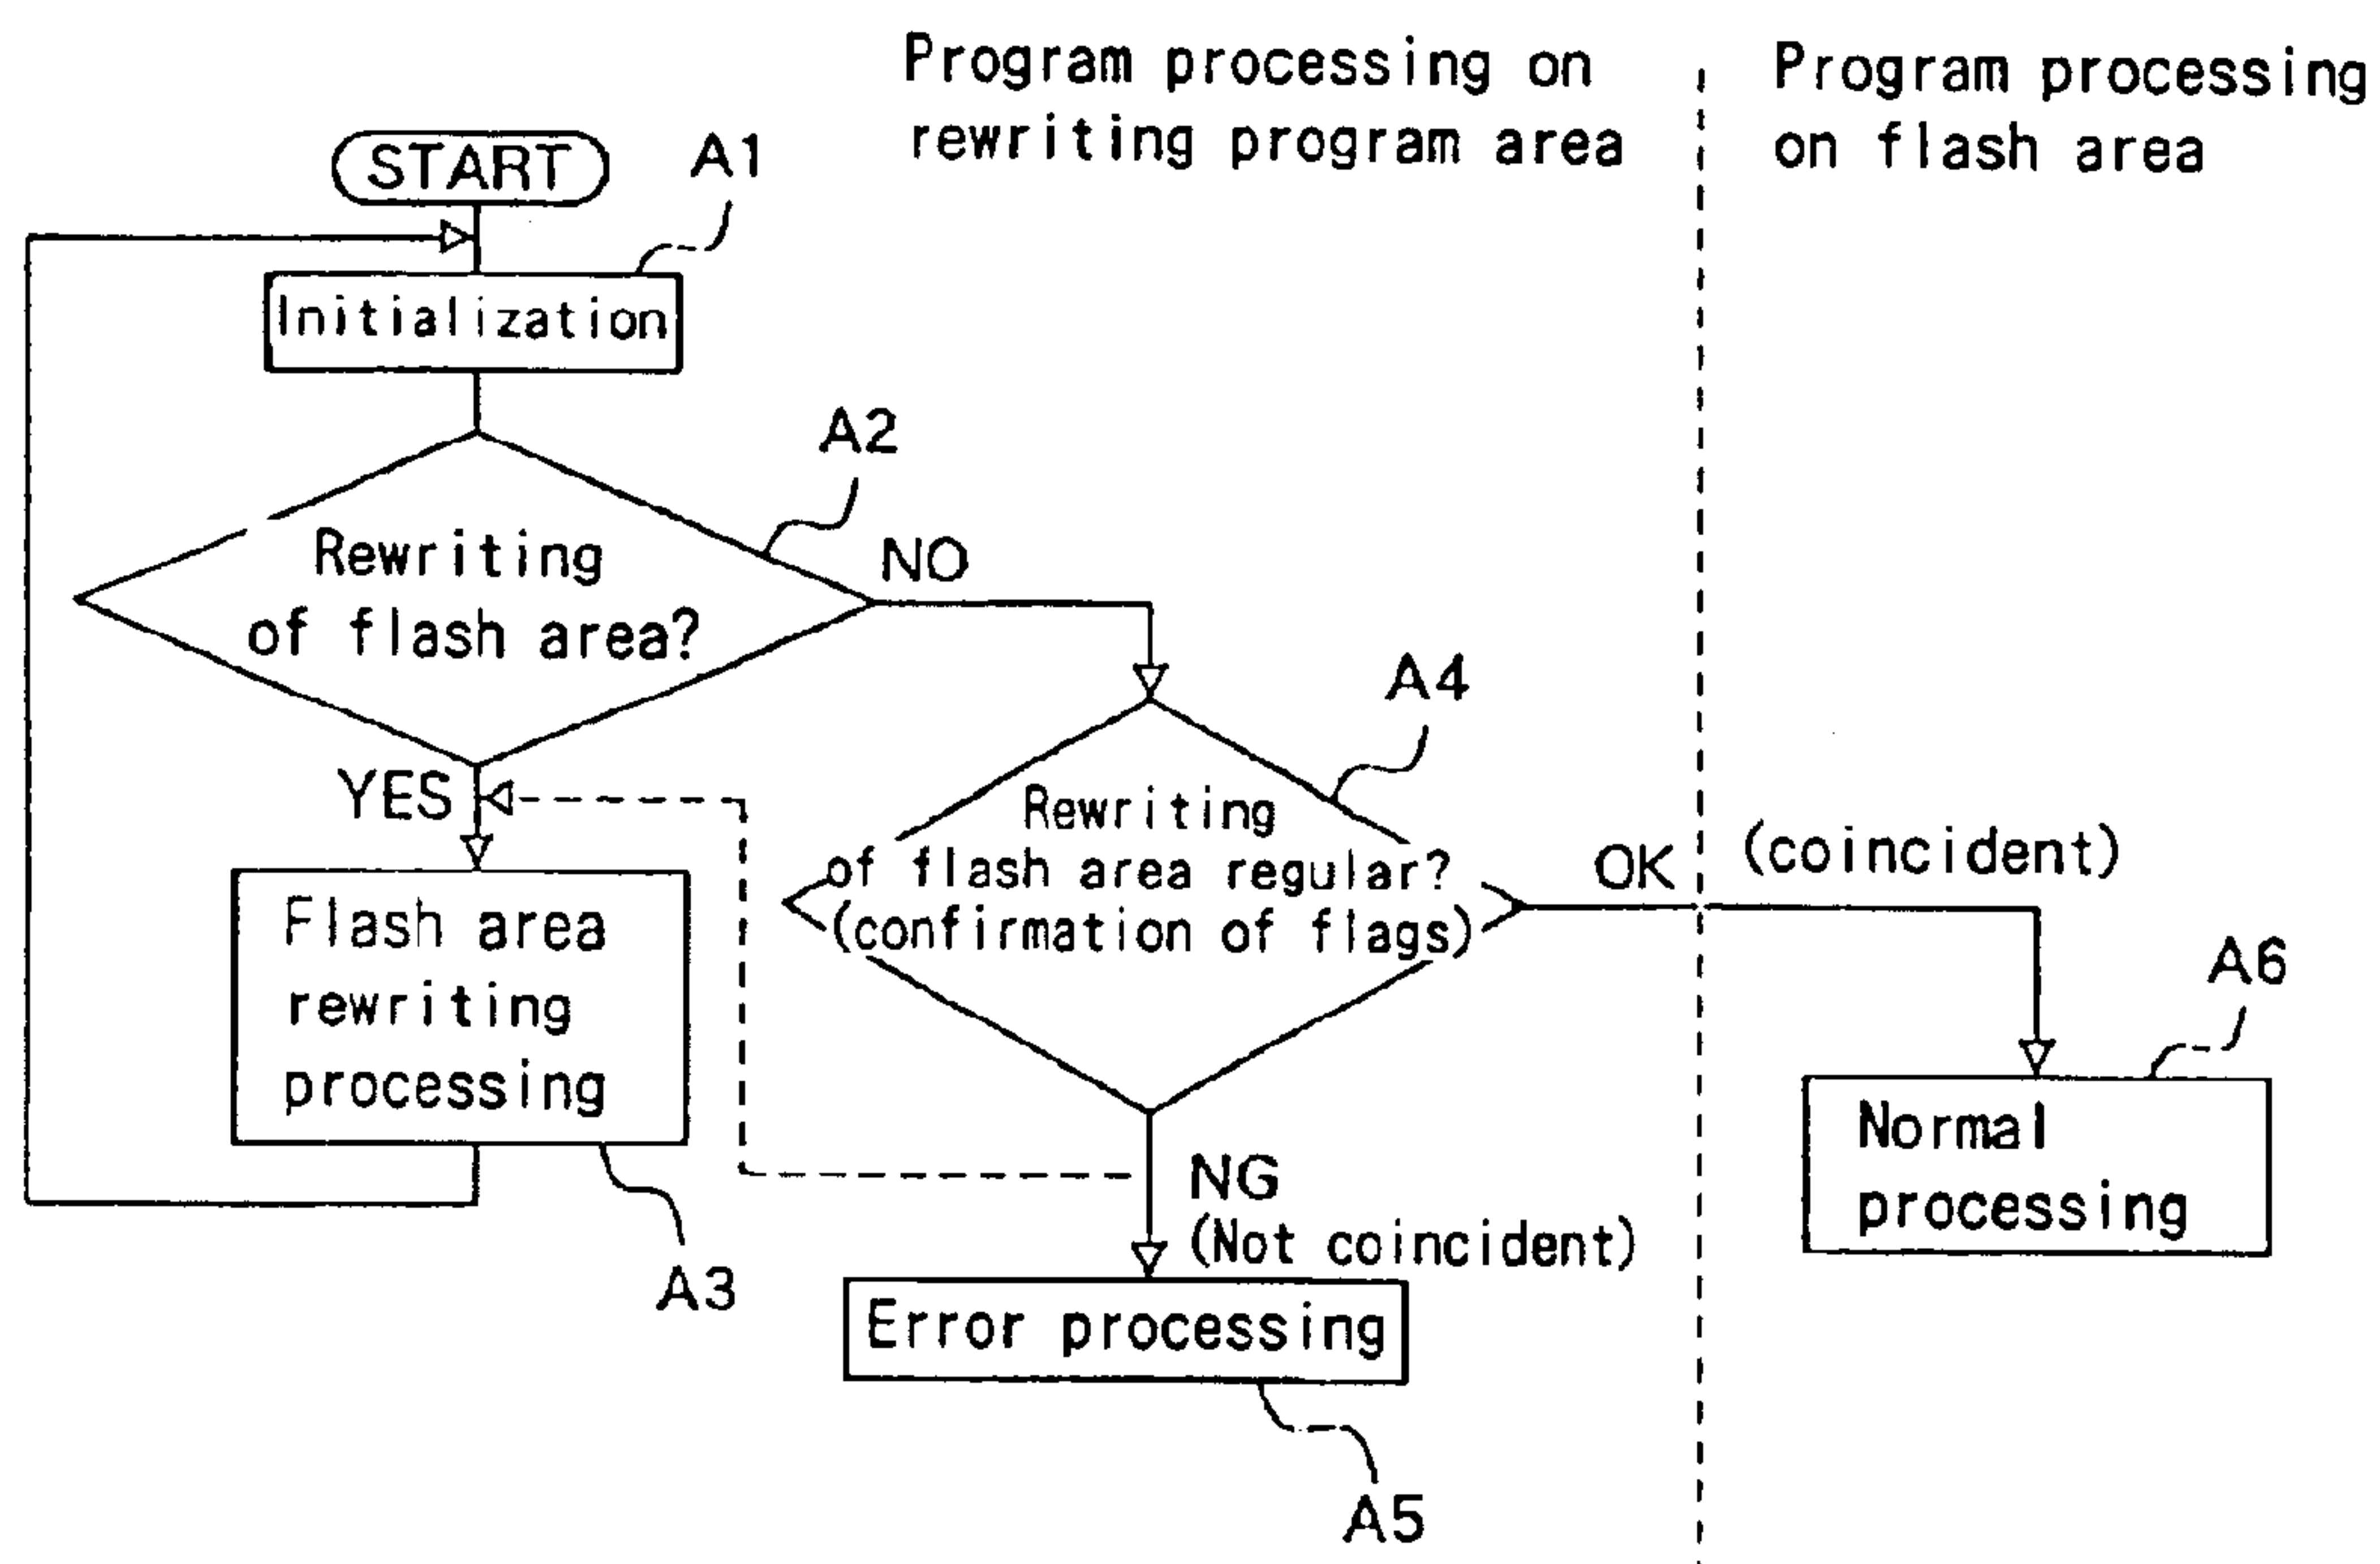 Program processing on
rewriting program area
Program processing
on flash area
START
A1
Initialization
A2
Rewriting
of flash area?
NO
YES
A4
Rewriting
of flash area regular?
(confirmation of flags)
OK
(coincident)
A6
Flash area
rewriting
processing
A3
NG
(Not coincident)
Normal
processing
Error processing
A5